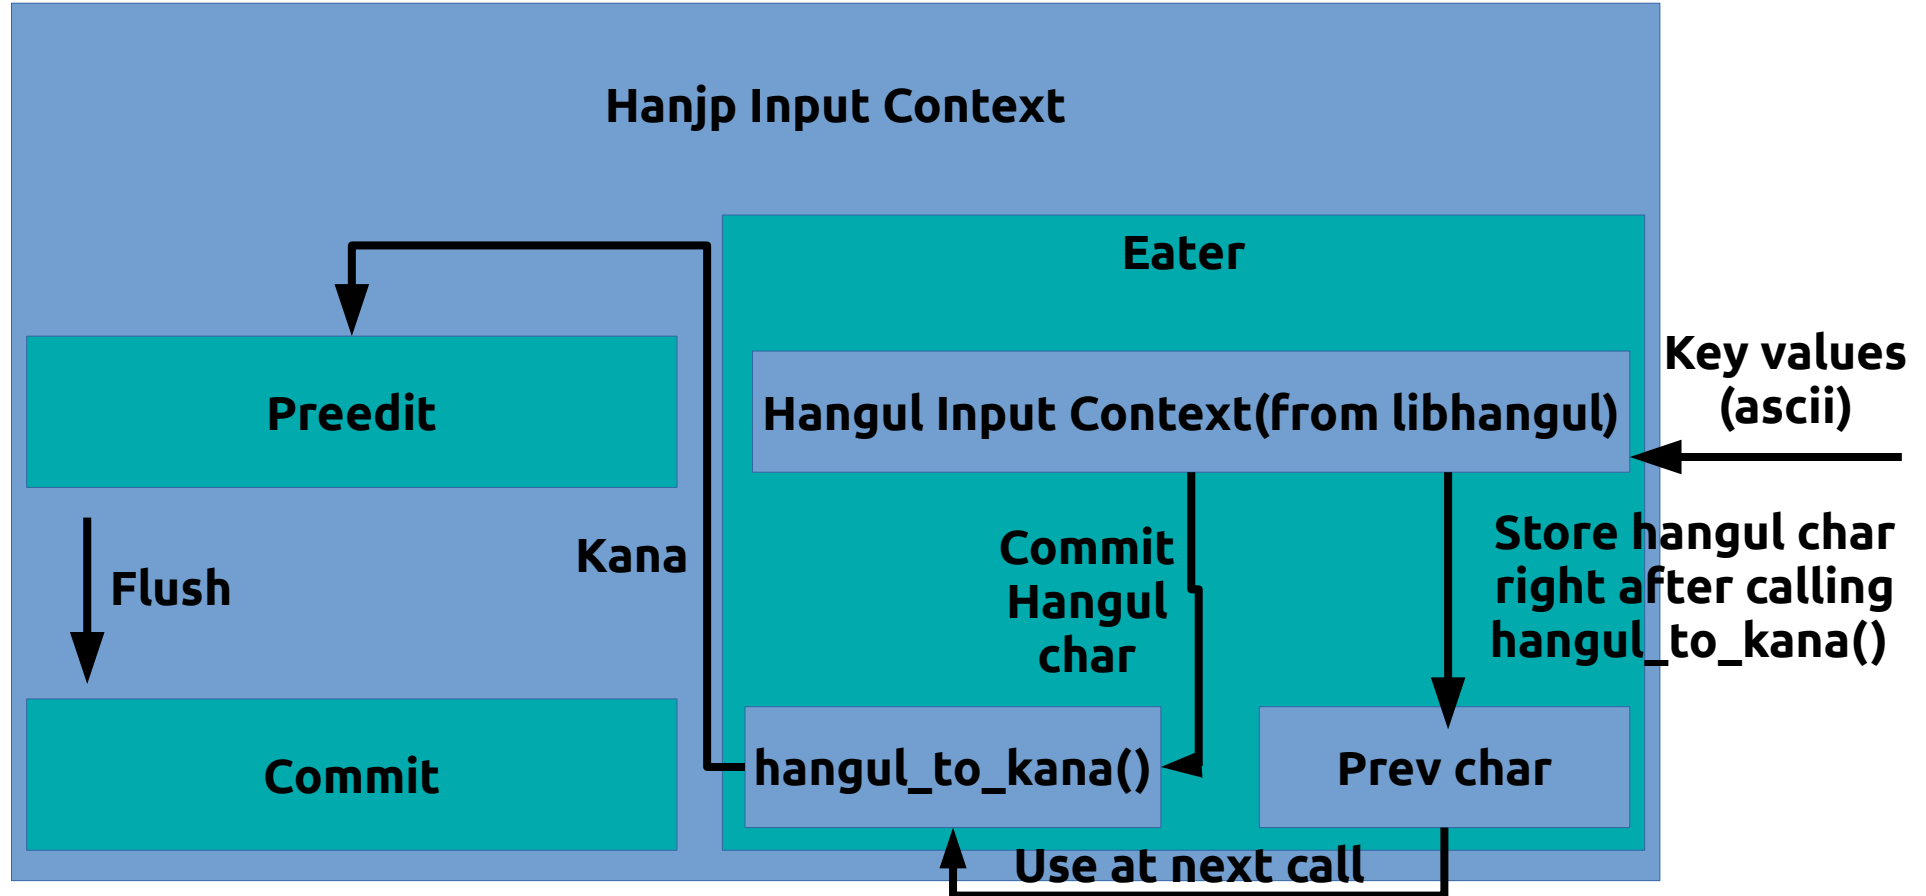 Hanjp Input Context
Eater
Key values
(ascii)
Preedit
Hangul Input Context(from libhangul)
Store hangul char
right after calling
hangul_to_kana()
Commit
Hangul
char
Kana
Flush
Commit
hangul_to_kana()
Prev char
Use at next call